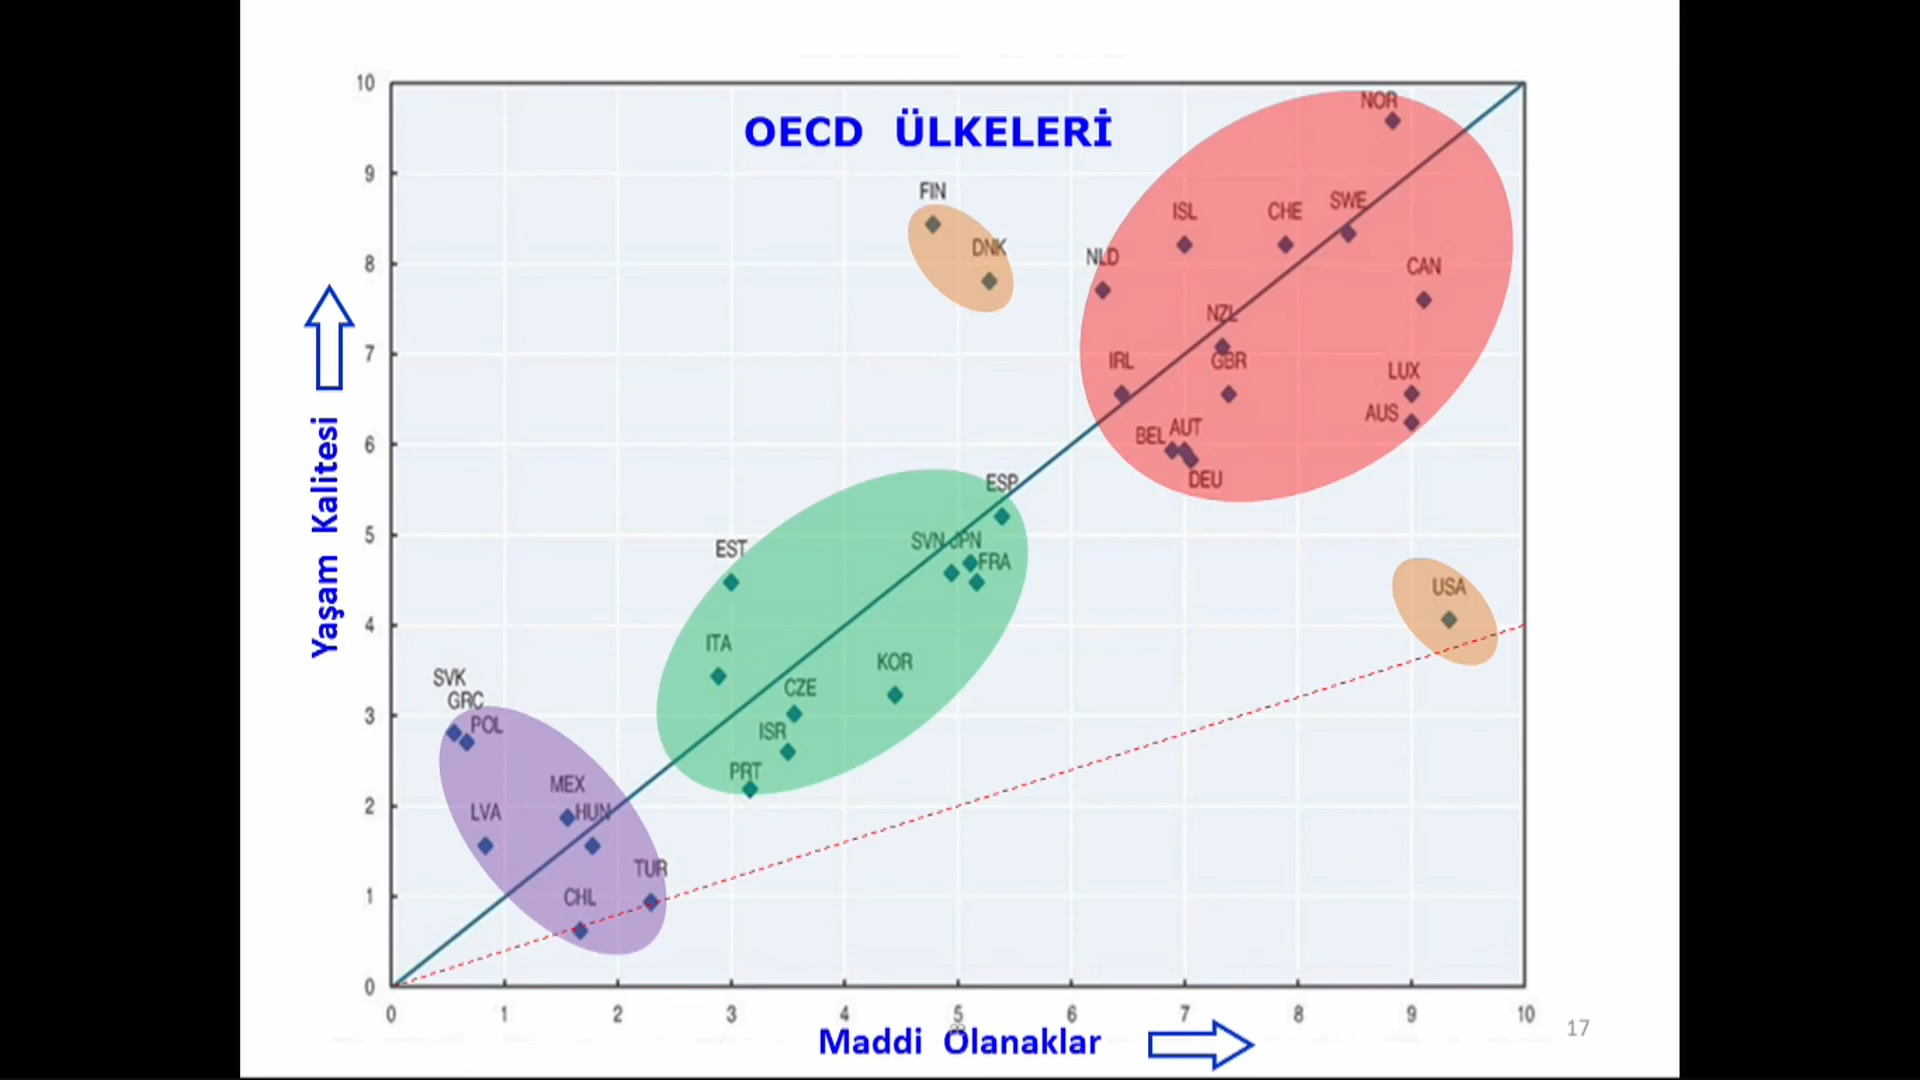 OECD ÜLKELERİ
Yaşam Kalitesi
10
9
8
7
6
5
4
3
2
1
0
NOR
FIN
ISL
CHE
SWE
DNK
NLD
CAN
NZL
IRL
GBR
LUX
AUS
BEL
AUT
DEU
ESP
SVN
JPN
FRA
EST
USA
ITA
KOR
SVK
GRC
CZE
POL
ISR
PRT
MEX
HUN
LVA
TUR
CHL
0 1 2 3 4 5 6 7 8 9 10
Maddi Olanaklar
17